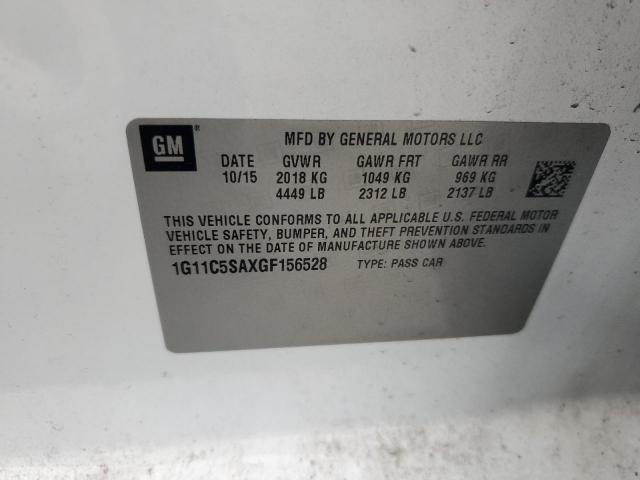 GM®
MFD BY GENERAL MOTORS LLC
DATE GVWR GAWR FRT GAWR RR
10/15 2018 KG 1049 KG 969 KG
4449 LB 2312 LB 2137 LB
THIS VEHICLE CONFORMS TO ALL APPLICABLE U.S. FEDERAL MOTOR
VEHICLE SAFETY, BUMPER, AND THEFT PREVENTION STANDARDS IN
EFFECT ON THE DATE OF MANUFACTURE SHOWN ABOVE.
1G11C5SAXGF156528 TYPE: PASS CAR